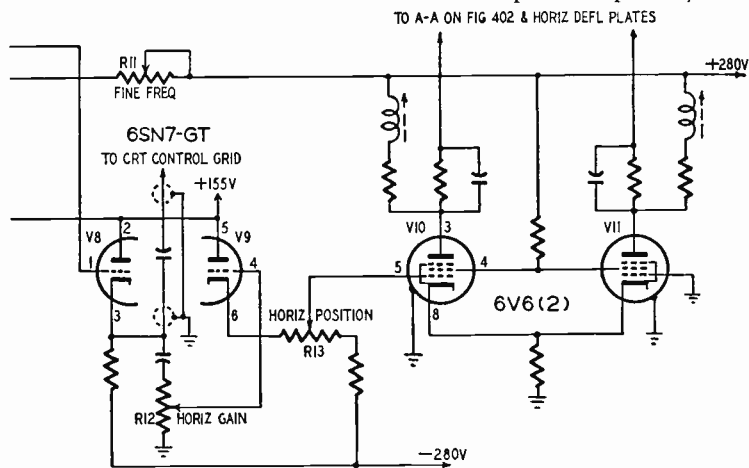 TO A-A ON FIG 402 & HORIZ DEFL PLATES
R11
FINE FREQ
+280V
6SN7-GT
TO CRT CONTROL GRID
+155V
V8
2
1
3
5
V9
4
6
V10
3
5
4
8
V11
6V6(2)
HORIZ POSITION
R13
R12
HORIZ GAIN
-280V